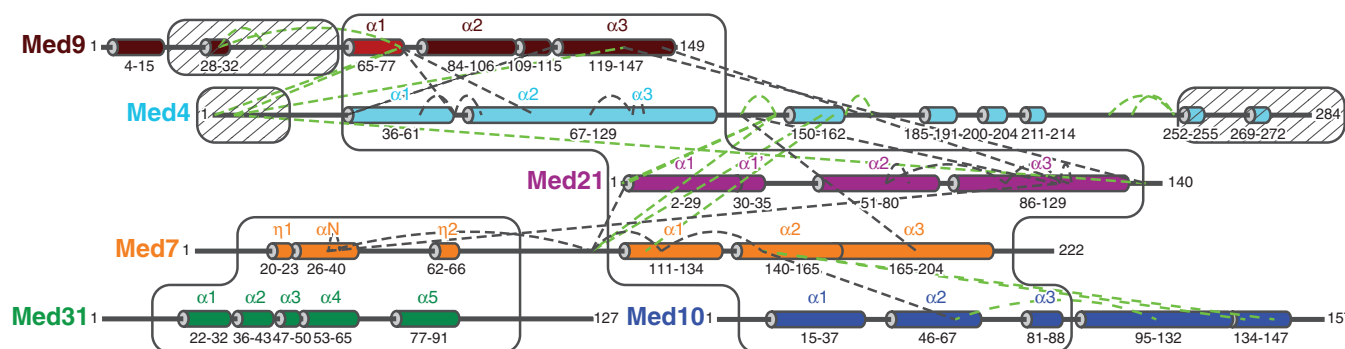 α1 α2 α3
Med9 1 149
4-15 28-32 65-77 84-106 109-115 119-147
α1 α2 α3
Med4 1 284
36-61 67-129 150-162 185-191 200-204 211-214 252-255 269-272
α1 α1' α2 α3
Med21 1 140
2-29 30-35 51-80 86-129
η1 αN η2 α1 α2 α3
Med7 1 222
20-23 26-40 62-66 111-134 140-165 165-204
α1 α2 α3 α4 α5 α1 α2 α3
Med31 1 127 Med10 1 157
22-32 36-43 47-50 53-65 77-91 15-37 46-67 81-88 95-132 134-147